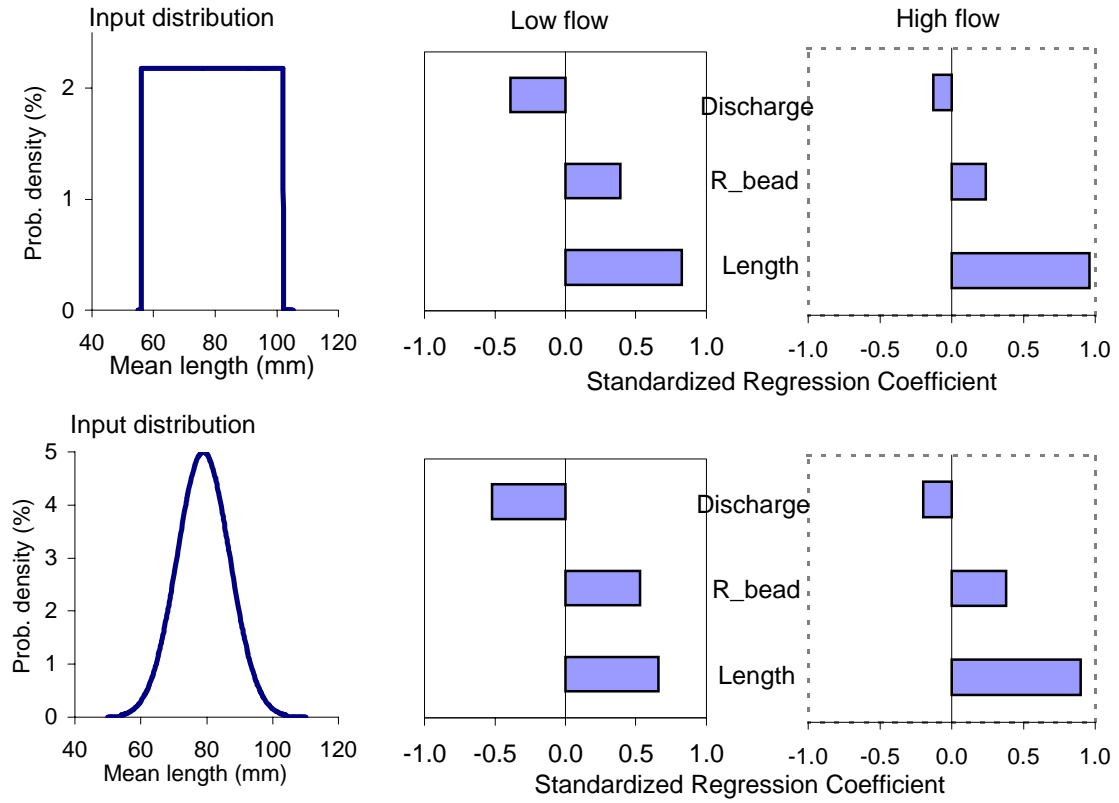 Input distribution
Low flow
High flow
Prob. density (%)
2
1
0
40 60 80 100 120
Mean length (mm)
Discharge
R_bead
Length
-1.0 -0.5 0.0 0.5 1.0
-1.0 -0.5 0.0 0.5 1.0
Standardized Regression Coefficient
Input distribution
Prob. density (%)
5
4
3
2
1
0
40 60 80 100 120
Mean length (mm)
Discharge
R_bead
Length
-1.0 -0.5 0.0 0.5 1.0
-1.0 -0.5 0.0 0.5 1.0
Standardized Regression Coefficient